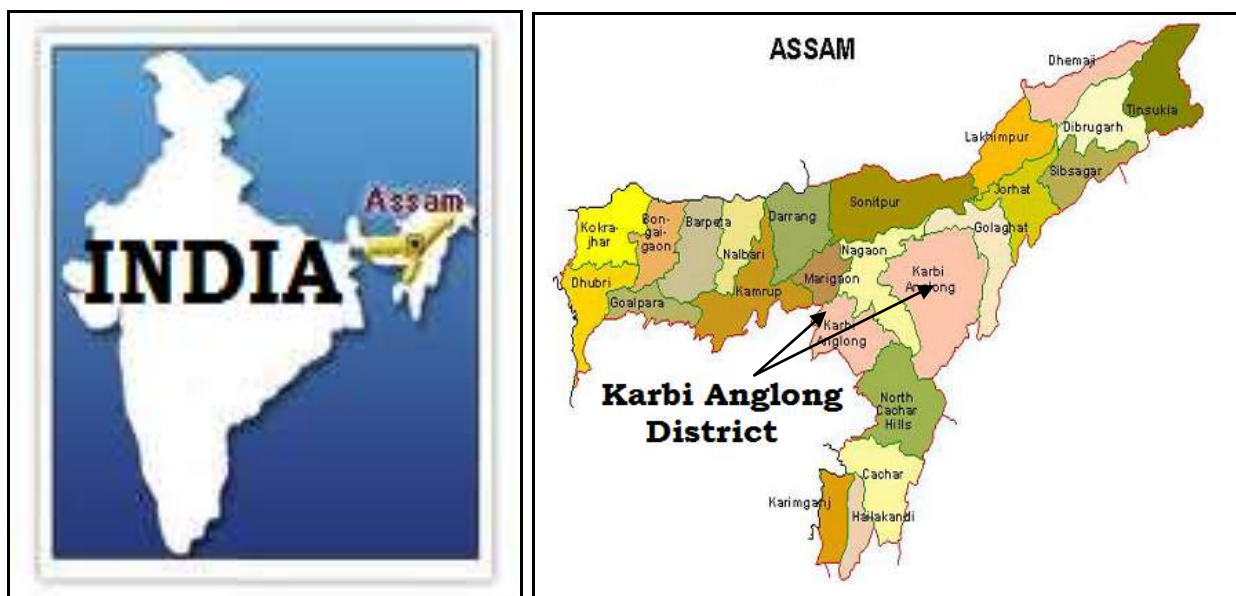 Assam
INDIA
ASSAM
Dhemaji
Tinsukia
Dibrugarh
Lakhimpur
Sibsagar
Jorhat
Sonitpur
Golaghat
Kokra-
jhar
Bon-
gai-
gaon
Barpeta
Nalbari
Darrang
Nagaon
Karbi
Anglong
Marigaon
Dhubri
Goalpara
Kamrup
Karbi
Anglong
Karbi Anglong
District
North
Cachar
Hills
Cachar
Karimganj
Hailakandi